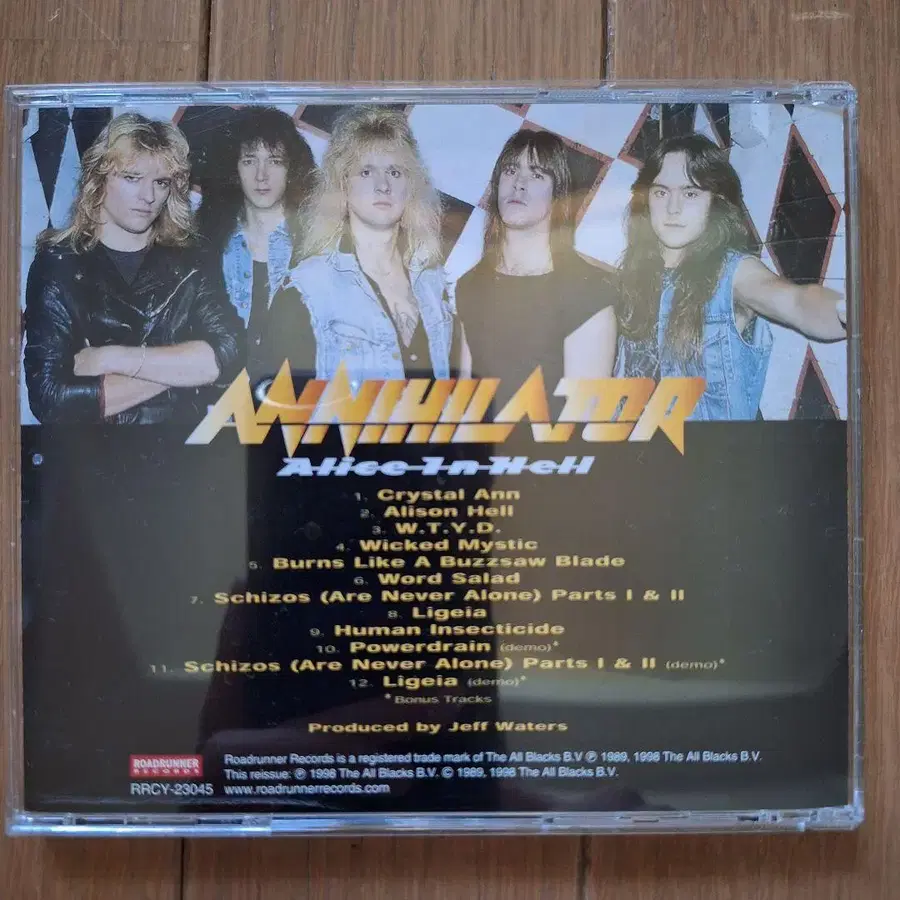 ANNIHILATOR
Alice In Hell
1. Crystal Ann
2. Alison Hell
3. W.T.Y.D.
4. Wicked Mystic
5. Burns Like A Buzzsaw Blade
6. Word Salad
7. Schizos (Are Never Alone) Parts I & II
8. Ligeia
9. Human Insecticide
10. Powerdrain (demo)*
11. Schizos (Are Never Alone) Parts I & II (demo)*
12. Ligeia (demo)*
*Bonus Tracks
Produced by Jeff Waters
ROADRUNNER
RECORDS
Roadrunner Records is a registered trade mark of The All Blacks B.V ℗ 1989, 1998 The All Blacks B.V.
This reissue: ℗ 1998 The All Blacks B.V. © 1989, 1998 The All Blacks B.V.
RRCY-23045 www.roadrunnerrecords.com